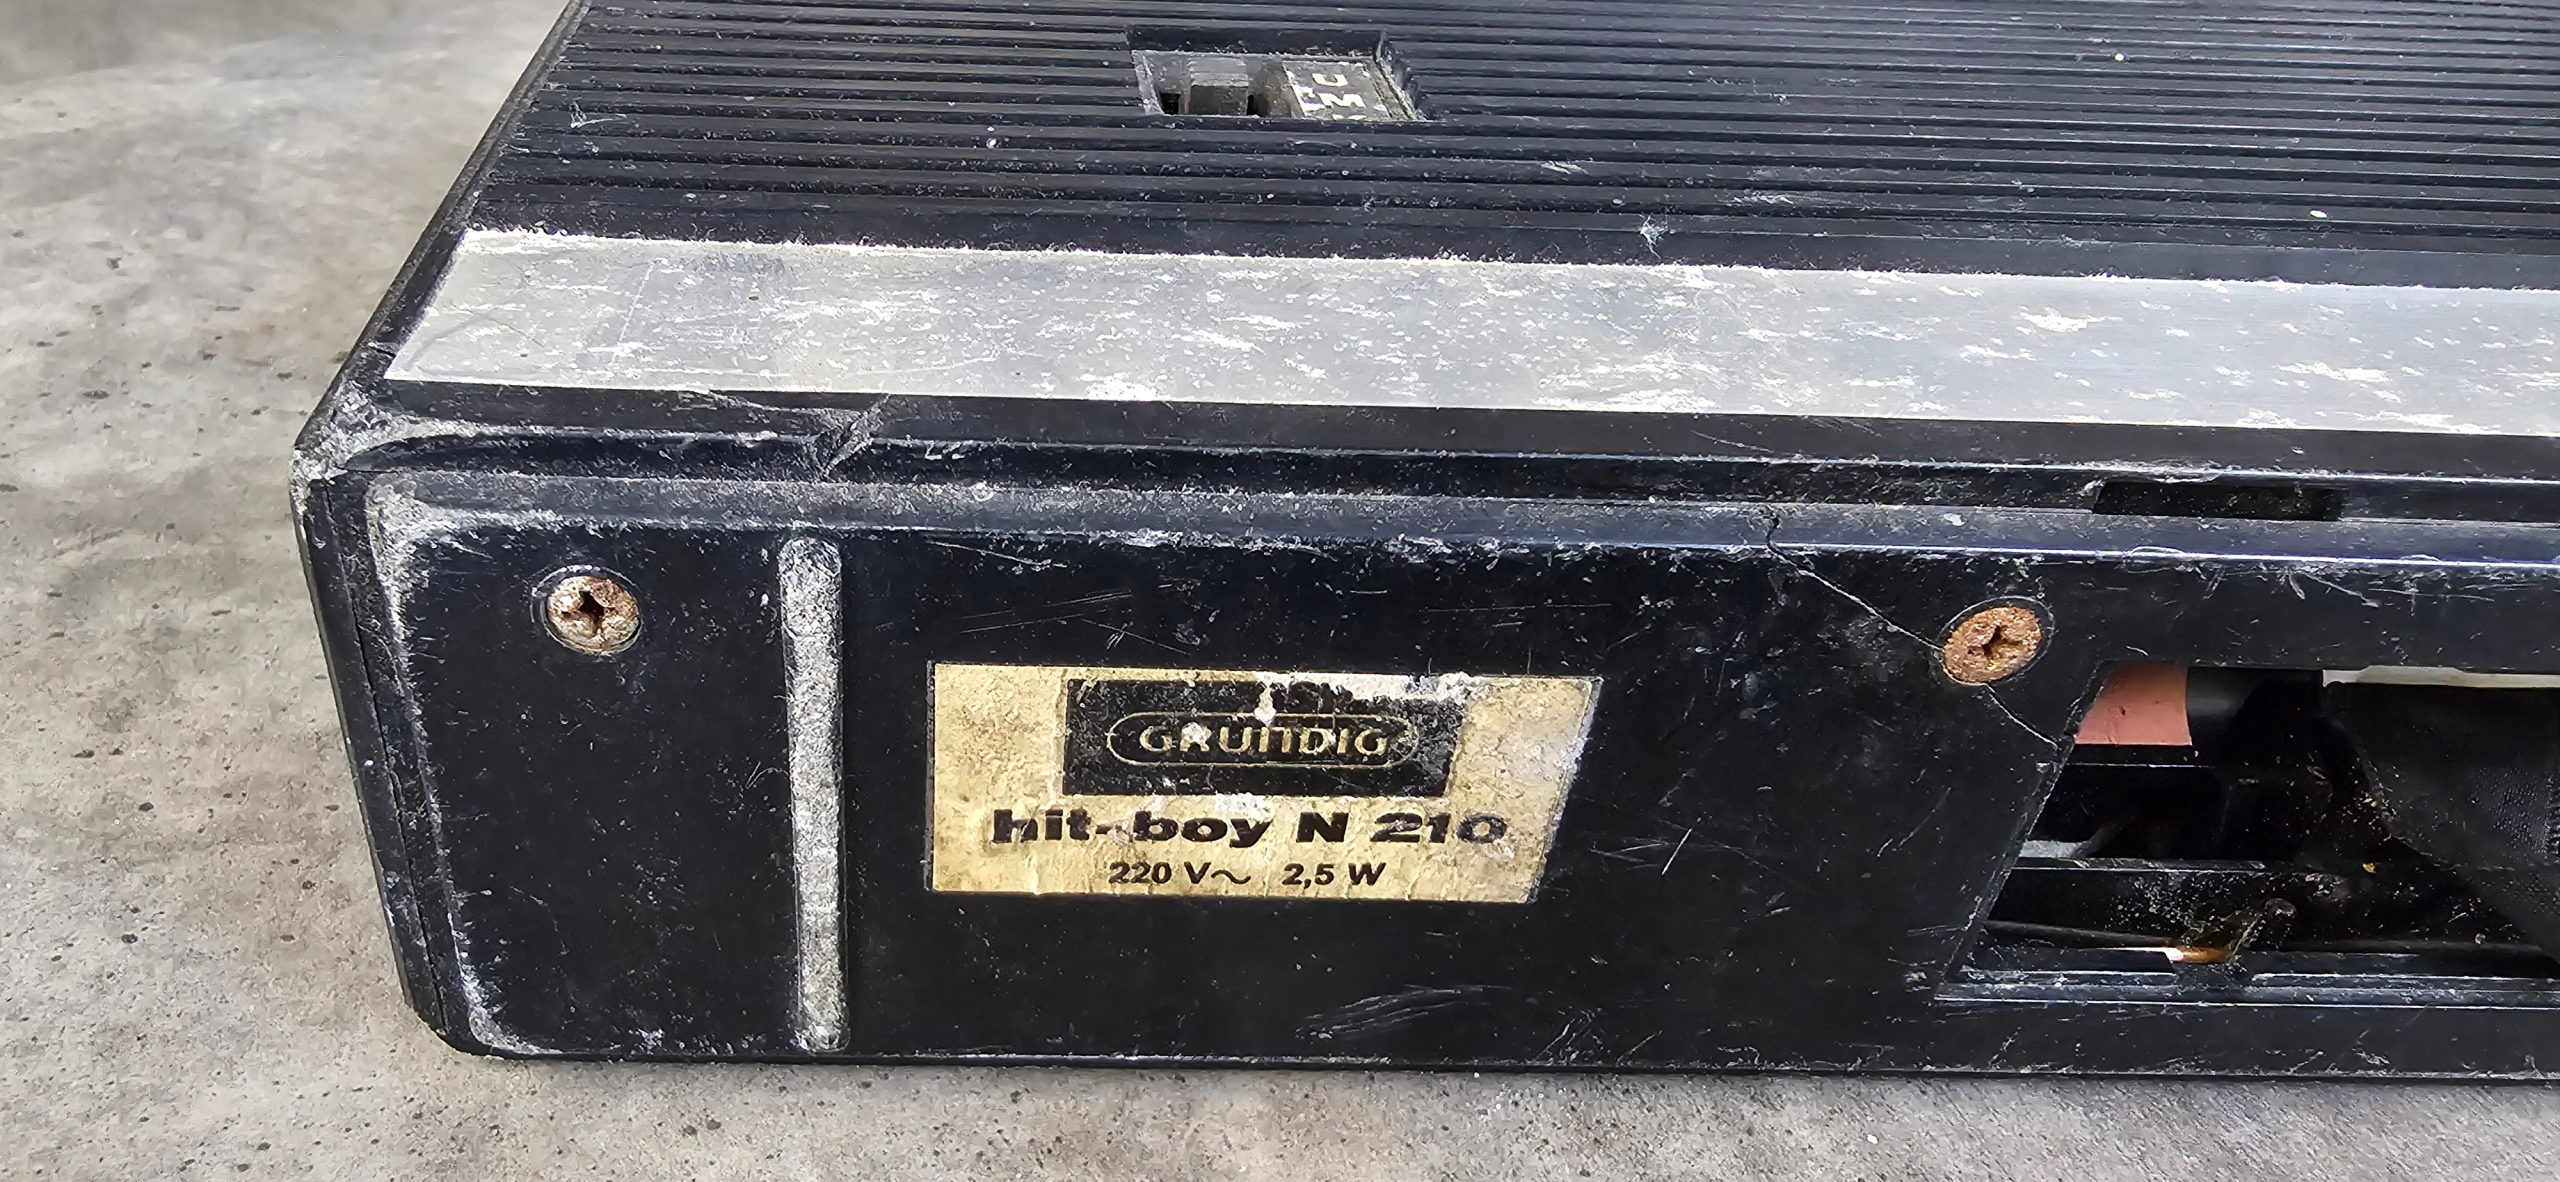 U
M
K
GRUNDIG
hit-boy N 210
220 V~ 2,5 W